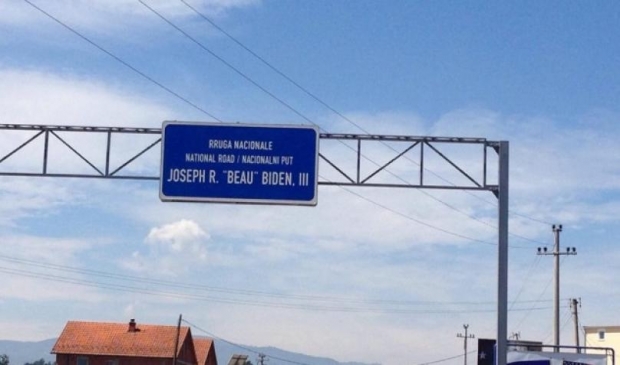 RRUGA NACIONALE
NATIONAL ROAD / NACIONALNI PUT
JOSEPH R. "BEAU" BIDEN, III